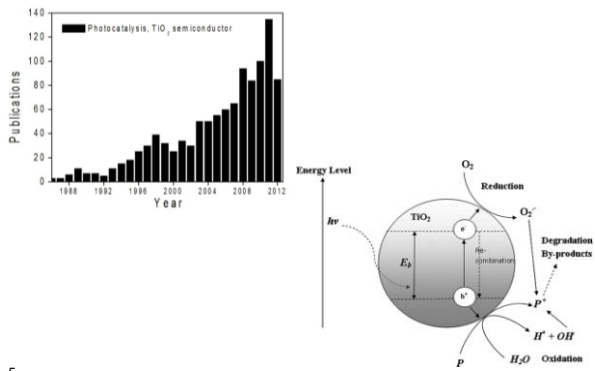 140
120
100
80
60
40
20
0
Publications
Photocatalysis, TiO2 semiconductor
1988 1992 1996 2000 2004 2008 2012
Year
Energy Level
hν
TiO₂
Eb
e-
h+
Re-
combination
O₂
Reduction
O₂·-
Degradation
By-products
P+
H+ + OH·
P
H₂O
Oxidation
5